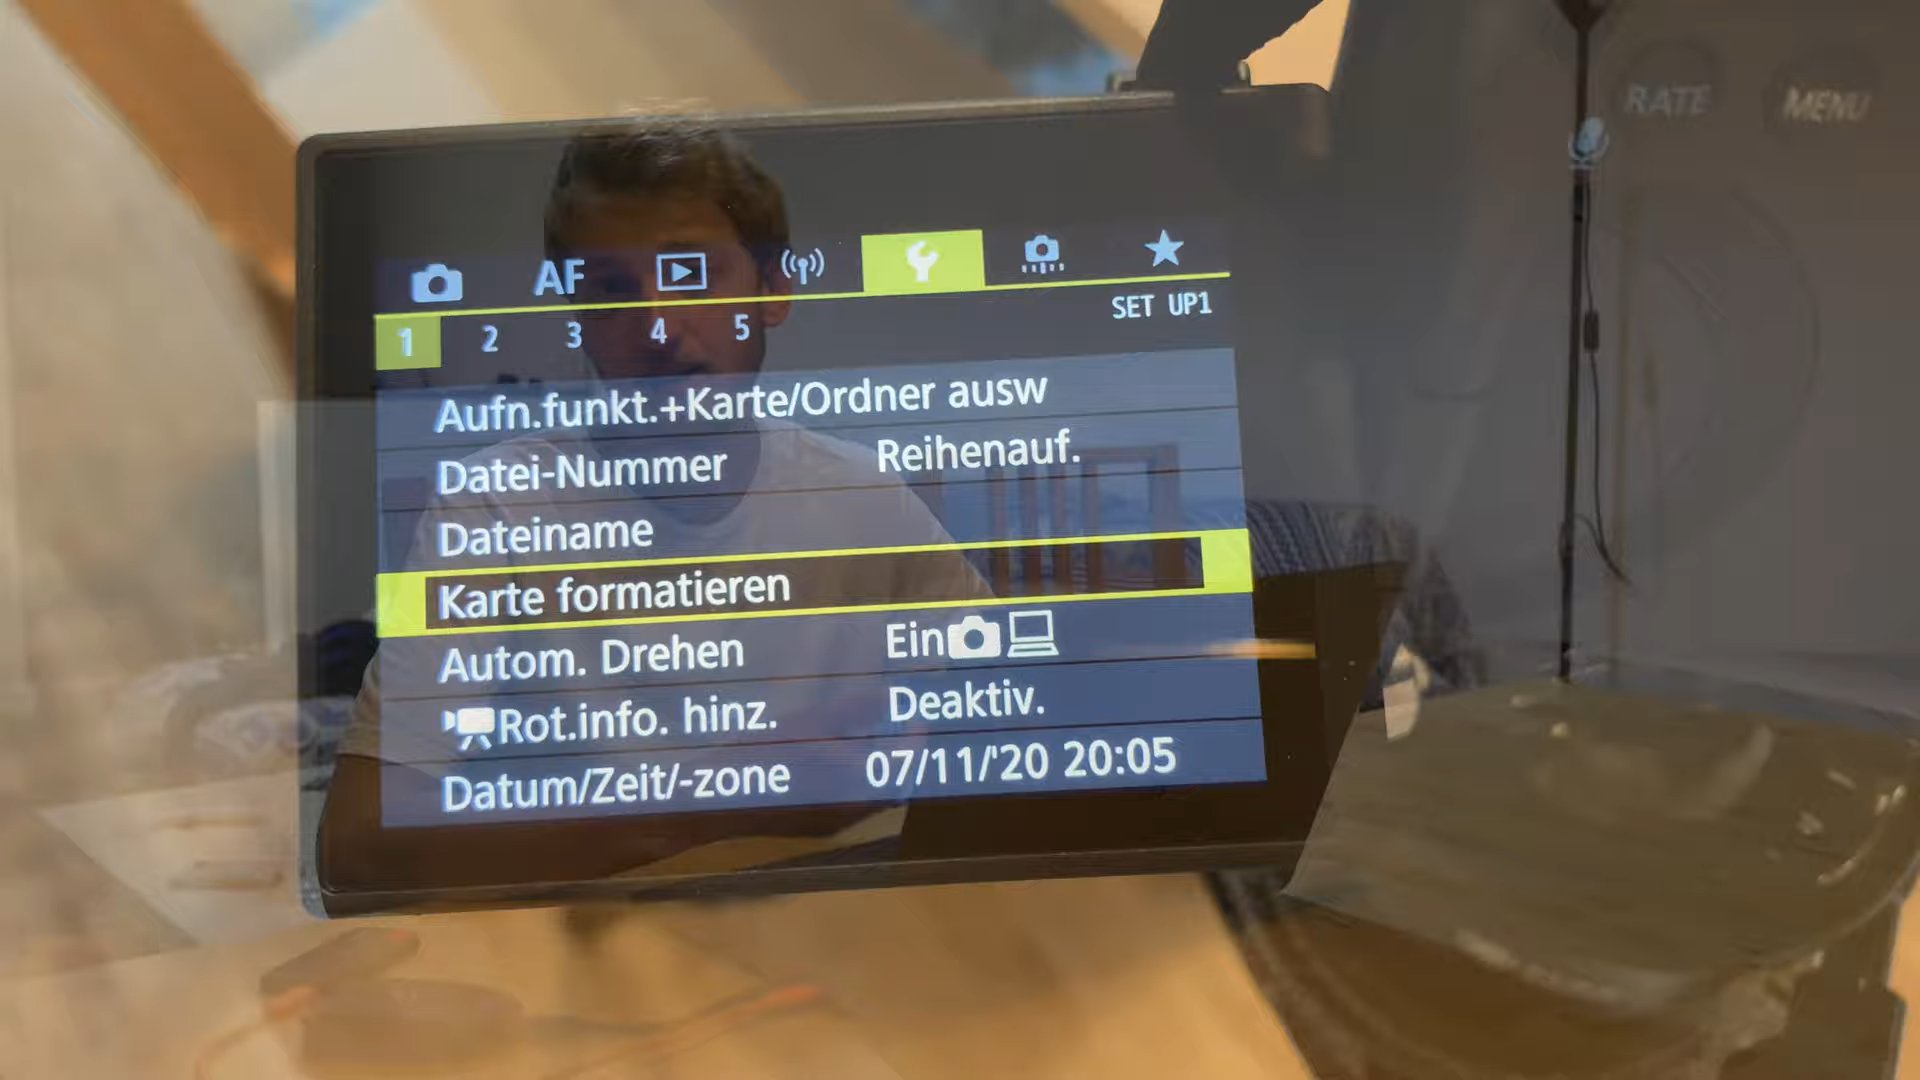 RATE MENU
AF
SET UP1
1 2 3 4 5
Aufn.funkt.+Karte/Ordner ausw
Datei-Nummer Reihenauf.
Dateiname
Karte formatieren
Autom. Drehen Ein
Rot.info. hinz. Deaktiv.
Datum/Zeit/-zone 07/11/'20 20:05